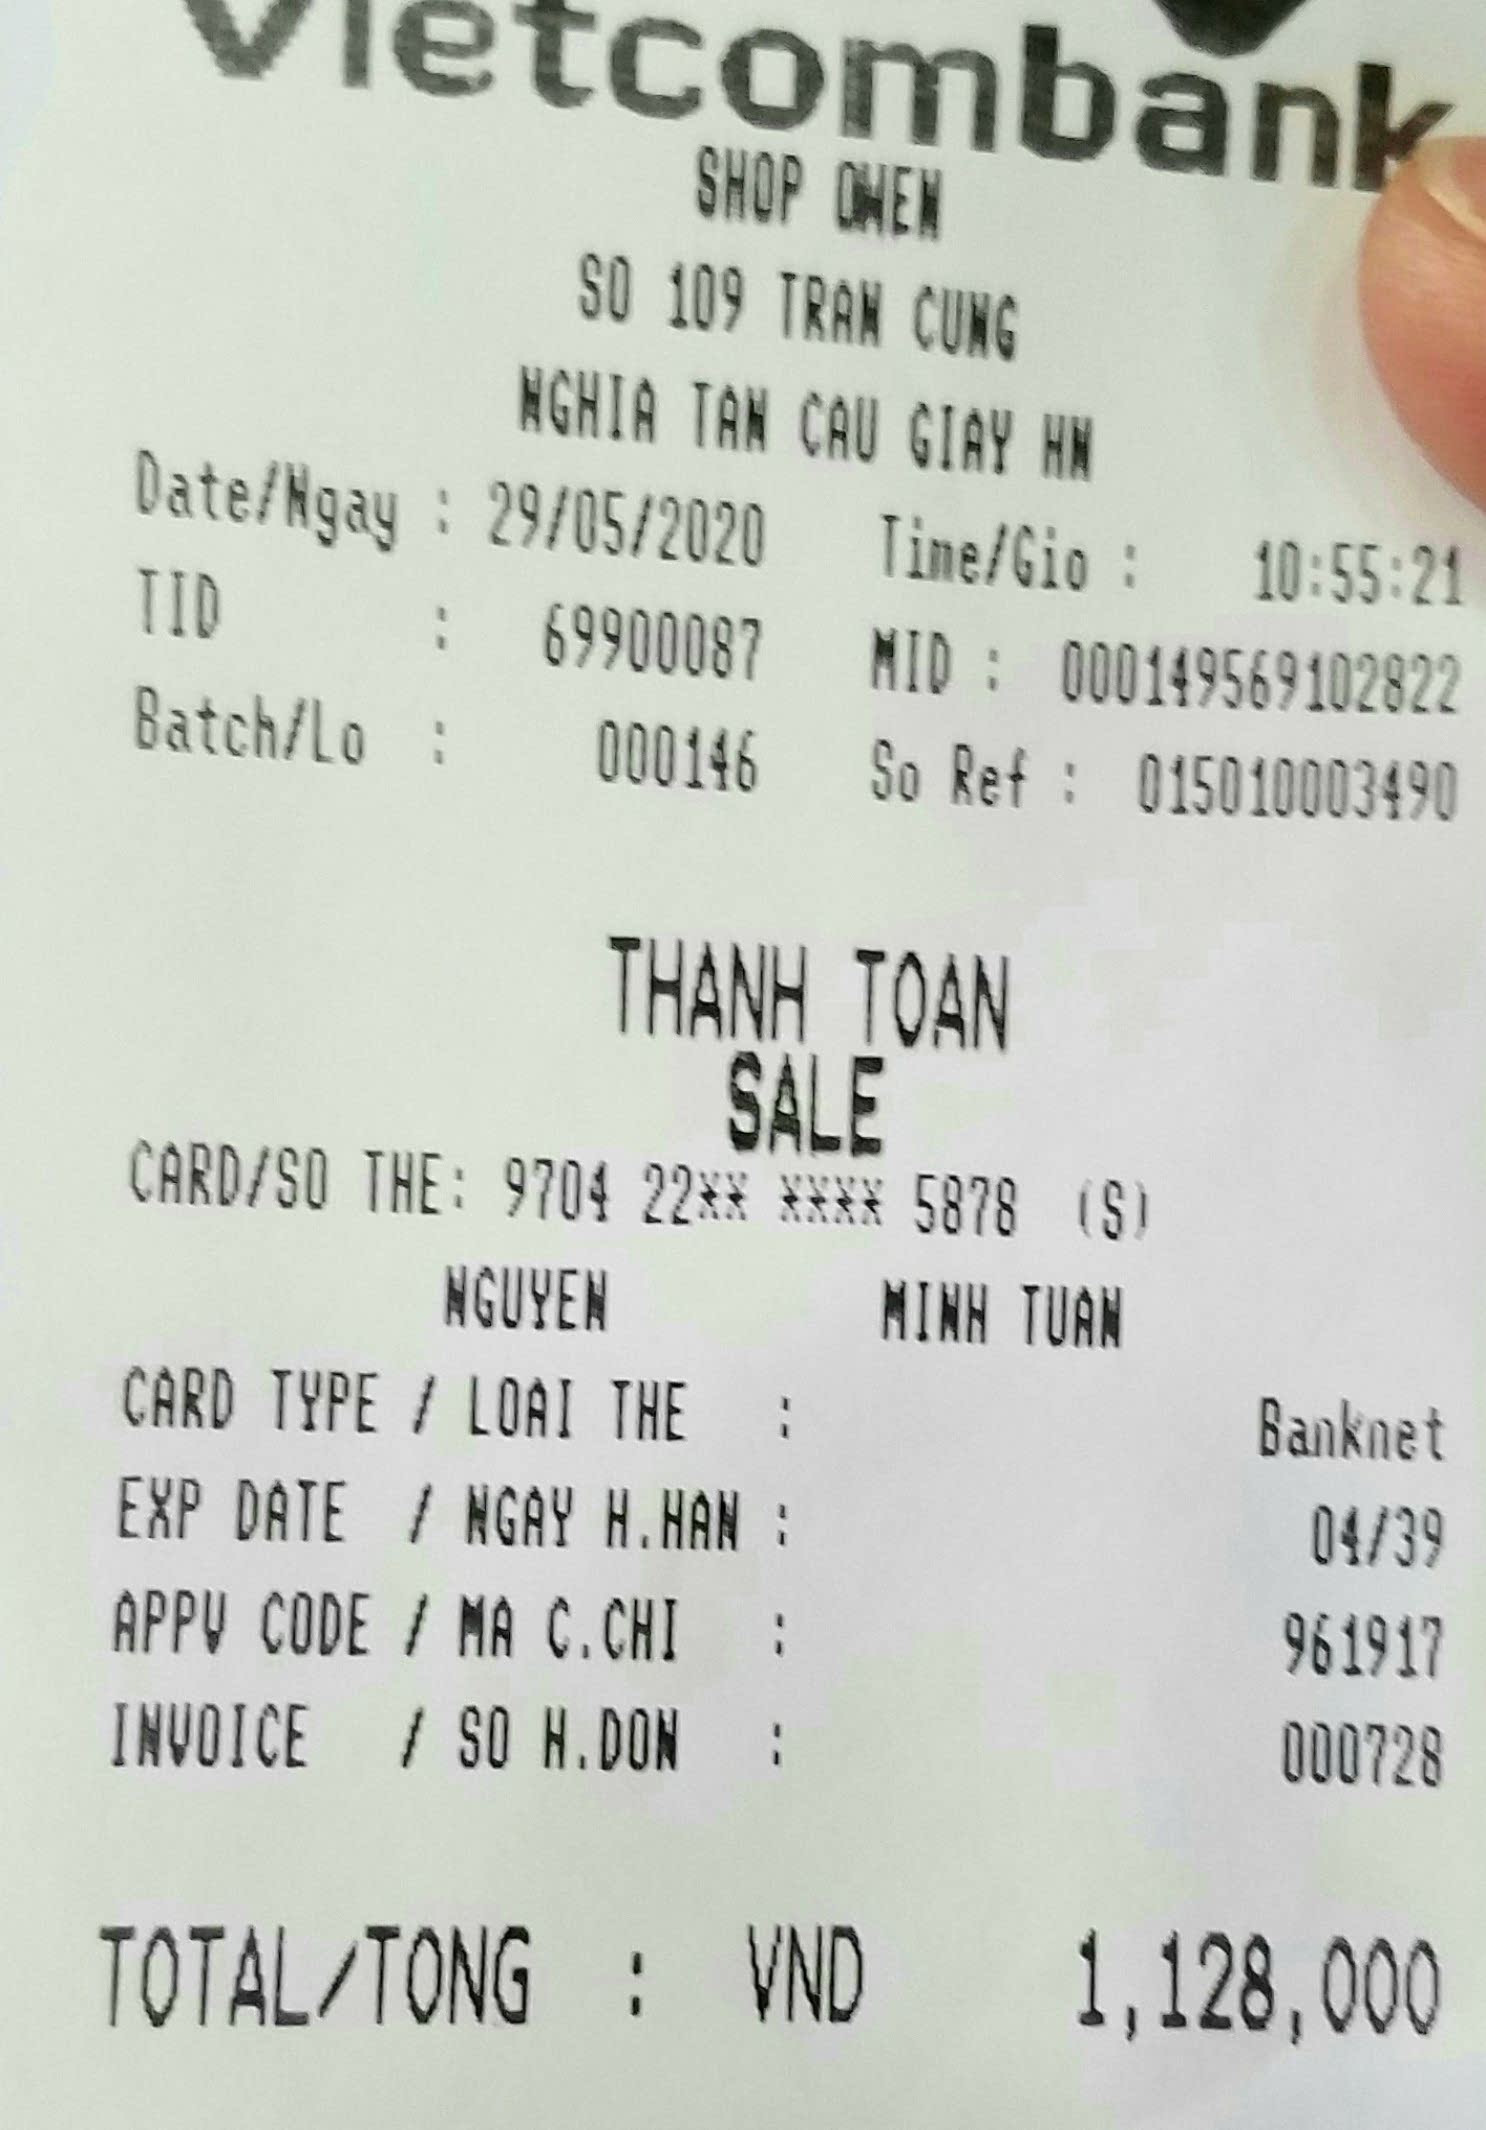 Vietcombank
SHOP OWEN
SO 109 TRAN CUNG
NGHIA TAN CAU GIAY HN
Date/Ngay : 29/05/2020 Time/Gio : 10:55:21
TID : 69900087 MID : 000149569102822
Batch/Lo : 000146 So Ref : 015010003490
THANH TOAN
SALE
CARD/SO THE: 9704 22** **** 5878 (S)
NGUYEN MINH TUAN
CARD TYPE / LOAI THE : Banknet
EXP DATE / NGAY H.HAN : 04/39
APPV CODE / MA C.CHI : 961917
INVOICE / SO H.DON : 000728
TOTAL/TONG : VND 1,128,000